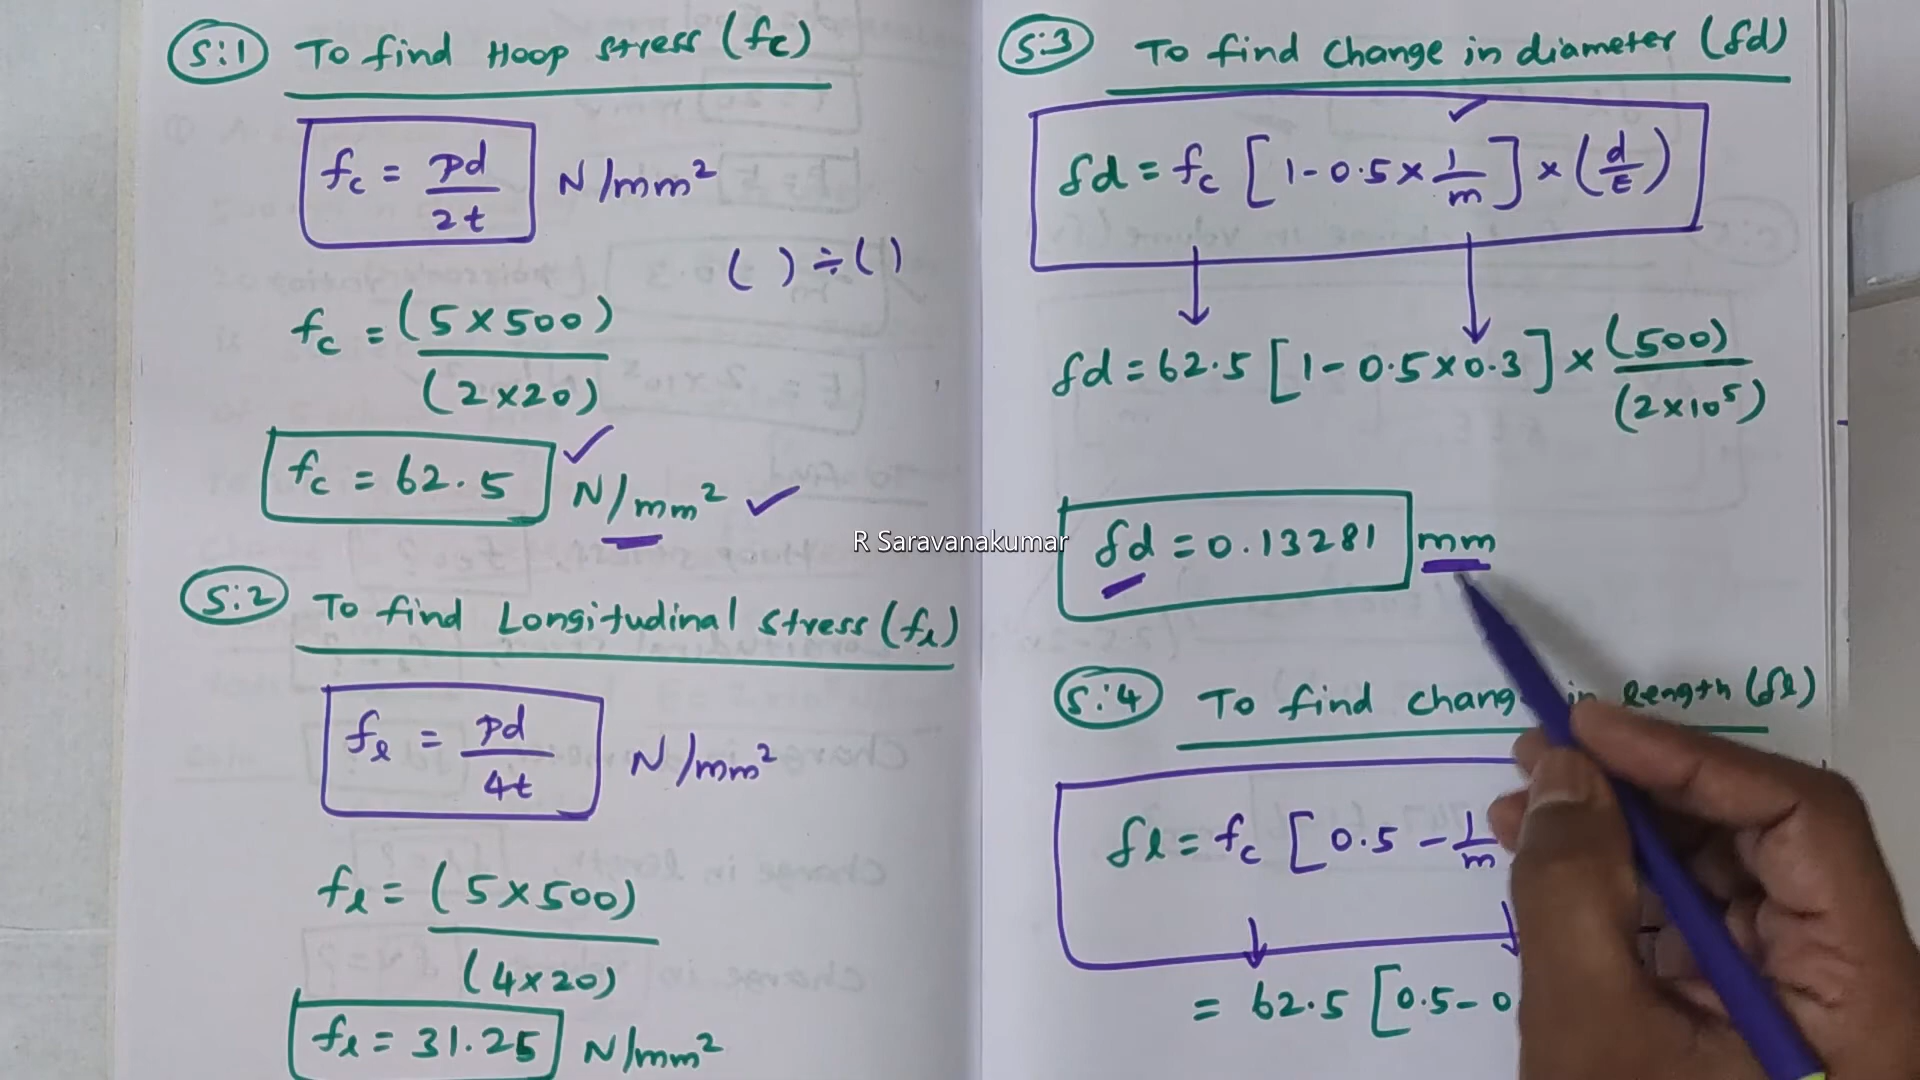 S:1 To find Hoop stress (fc)
fc = pd / 2t N/mm²
( ) ÷ ( )
fc = (5 × 500) / (2 × 20)
fc = 62.5 N/mm²
S:2 To find Longitudinal stress (fl)
fl = pd / 4t N/mm²
fl = (5 × 500) / (4 × 20)
fl = 31.25 N/mm²
S:3 To find change in diameter (δd)
δd = fc [1 - 0.5 × 1/m] × (d/E)
δd = 62.5 [1 - 0.5 × 0.3] × (500) / (2×10⁵)
δd = 0.13281 mm
R Saravanakumar
S:4 To find chang in length (δl)
δl = fc [0.5 - 1/m
= 62.5 [0.5 - 0